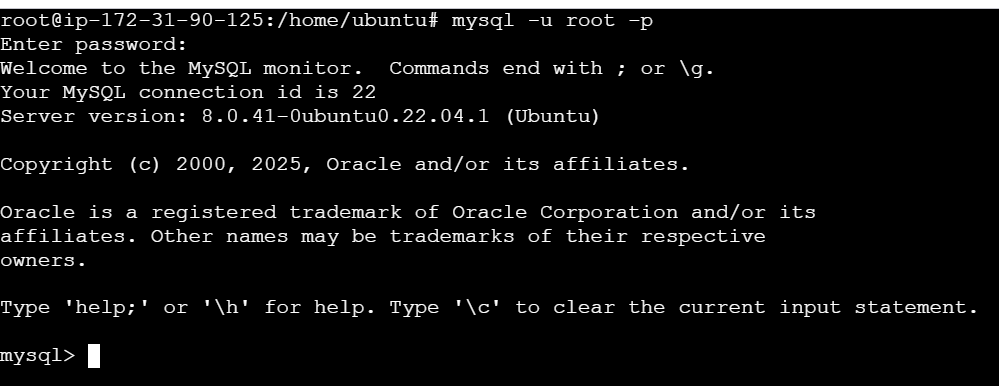 root@ip-172-31-90-125:/home/ubuntu# mysql -u root -p
Enter password:
Welcome to the MySQL monitor.  Commands end with ; or \g.
Your MySQL connection id is 22
Server version: 8.0.41-0ubuntu0.22.04.1 (Ubuntu)

Copyright (c) 2000, 2025, Oracle and/or its affiliates.

Oracle is a registered trademark of Oracle Corporation and/or its
affiliates. Other names may be trademarks of their respective
owners.

Type 'help;' or '\h' for help. Type '\c' to clear the current input statement.

mysql>